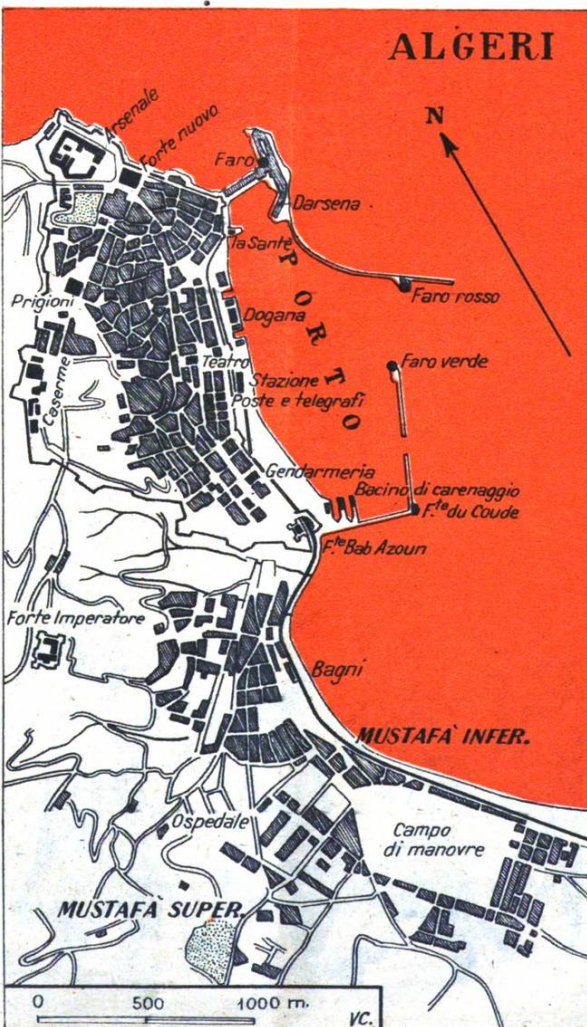 ALGERI
N
Arsenale
Forte nuovo
Faro
Darsena
la Santé
PORTO
Faro rosso
Prigioni
Dogana
Faro verde
Teatro
Stazione
Poste e telegrafi
Caserme
Gendarmeria
Bacino di carenaggio
F.te du Coude
F.te Bab Azoun
Forte Imperatore
Bagni
MUSTAFÀ INFER.
Ospedale
Campo
di manovre
MUSTAFÀ SUPER.
0 500 1000 m.
VC.